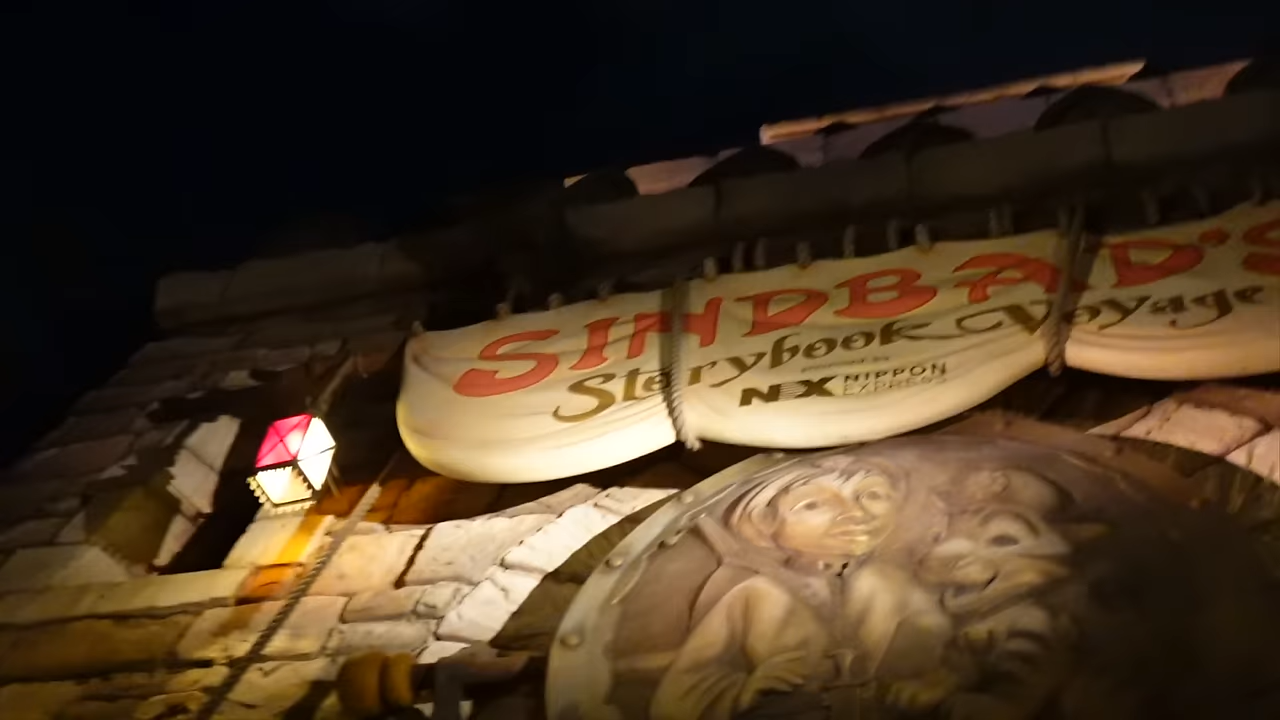 SINDBAD'S
Storybook Voyage
presented by
NX NIPPON
EXPRESS